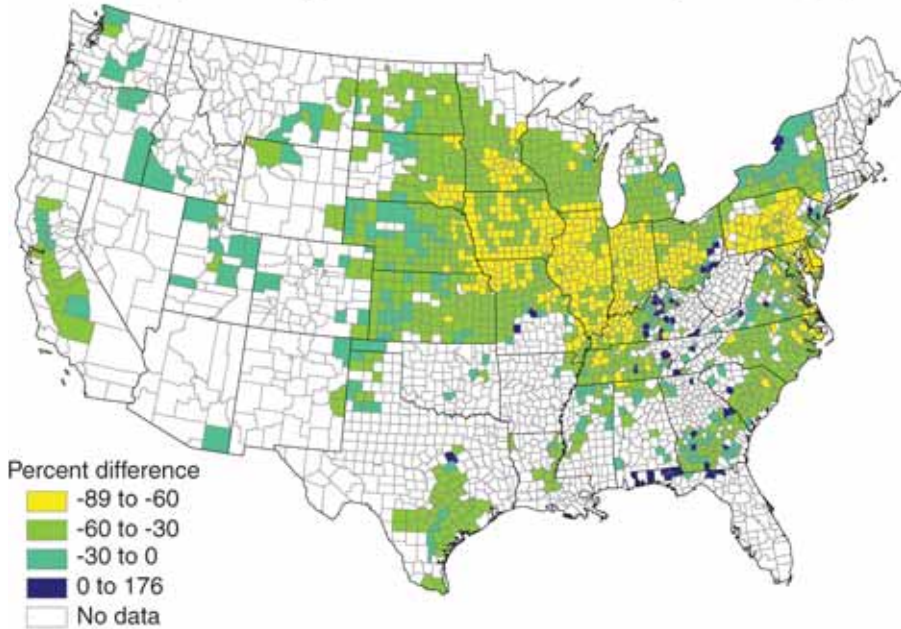 Percent difference
-89 to -60
-60 to -30
-30 to 0
0 to 176
No data